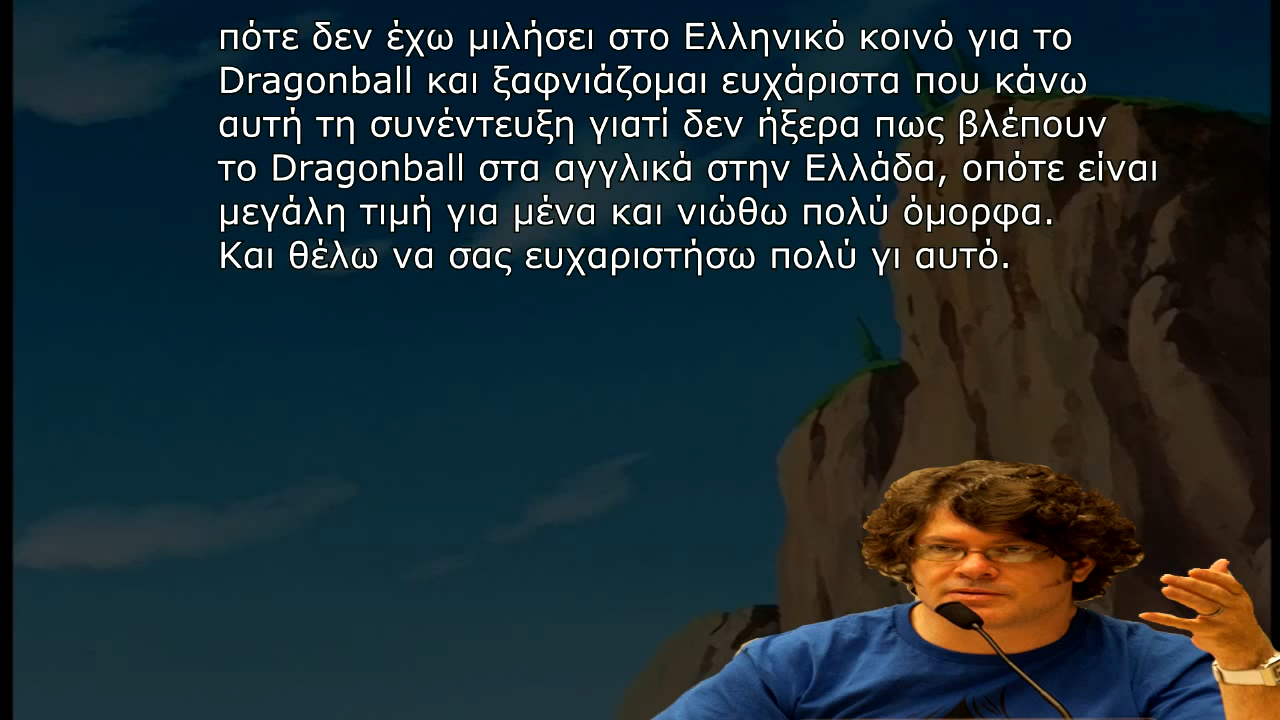 πότε δεν έχω μιλήσει στο Ελληνικό κοινό για το
Dragonball και ξαφνιάζομαι ευχάριστα που κάνω
αυτή τη συνέντευξη γιατί δεν ήξερα πως βλέπουν
το Dragonball στα αγγλικά στην Ελλάδα, οπότε είναι
μεγάλη τιμή για μένα και νιώθω πολύ όμορφα.
Και θέλω να σας ευχαριστήσω πολύ γι αυτό.